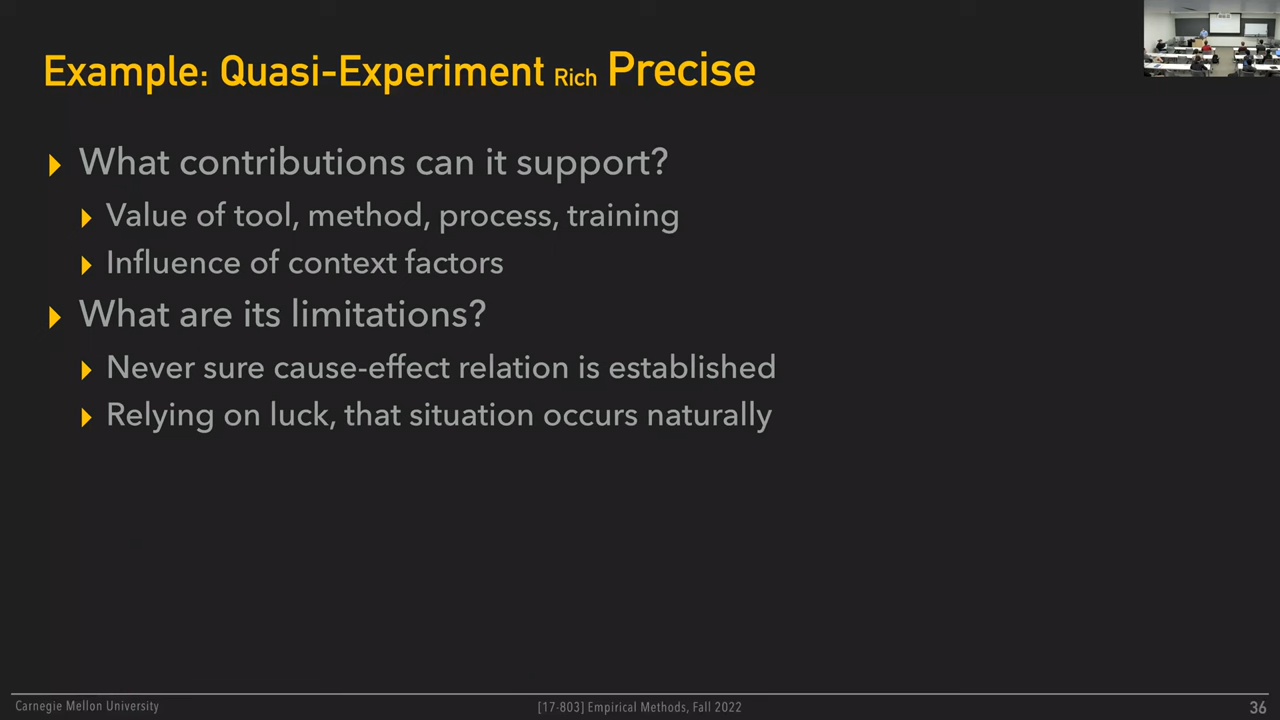 Example: Quasi-Experiment Rich Precise
What contributions can it support?
Value of tool, method, process, training
Influence of context factors
What are its limitations?
Never sure cause-effect relation is established
Relying on luck, that situation occurs naturally
Carnegie Mellon University
[17-803] Empirical Methods, Fall 2022
36